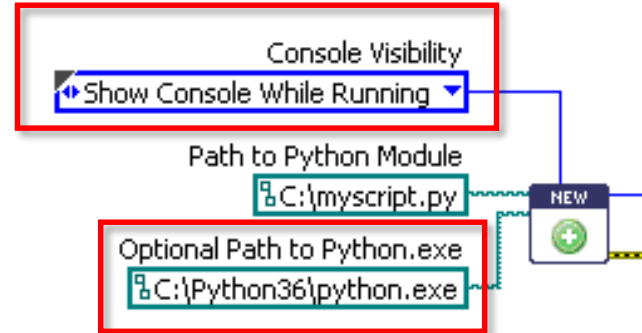 Console Visibility
Show Console While Running
Path to Python Module
C:\myscript.py
NEW
Optional Path to Python.exe
C:\Python36\python.exe